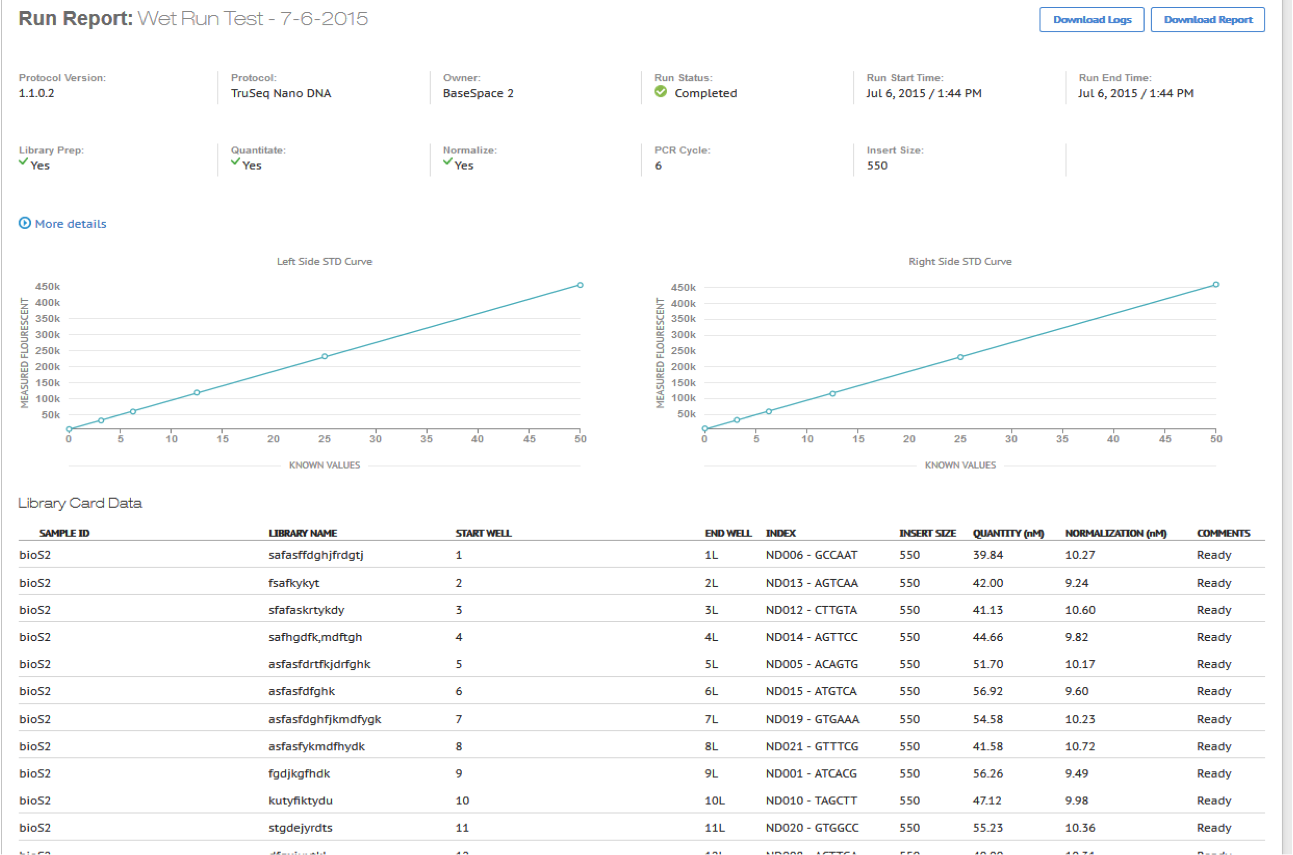 Run Report: Wet Run Test - 7-6-2015 Download Logs Download Report
Protocol Version: Protocol: Owner: Run Status: Run Start Time: Run End Time:
1.1.0.2 TruSeq Nano DNA BaseSpace 2 Completed Jul 6, 2015 / 1:44 PM Jul 6, 2015 / 1:44 PM
Library Prep: Quantitate: Normalize: PCR Cycle: Insert Size:
Yes Yes Yes 6 550
More details
Left Side STD Curve
MEASURED FLOURESCENT
450k
400k
350k
300k
250k
200k
150k
100k
50k
0 5 10 15 20 25 30 35 40 45 50
KNOWN VALUES
Right Side STD Curve
MEASURED FLOURESCENT
450k
400k
350k
300k
250k
200k
150k
100k
50k
0 5 10 15 20 25 30 35 40 45 50
KNOWN VALUES
Library Card Data
SAMPLE ID LIBRARY NAME START WELL END WELL INDEX INSERT SIZE QUANTITY (nM) NORMALIZATION (nM) COMMENTS
bioS2 safasffdghjfrdgtj 1 1L ND006 - GCCAAT 550 39.84 10.27 Ready
bioS2 fsafkykyt 2 2L ND013 - AGTCAA 550 42.00 9.24 Ready
bioS2 sfafaskrtykdy 3 3L ND012 - CTTGTA 550 41.13 10.60 Ready
bioS2 safhgdfk,mdftgh 4 4L ND014 - AGTTCC 550 44.66 9.82 Ready
bioS2 asfasfdrtfkjdrfghk 5 5L ND005 - ACAGTG 550 51.70 10.17 Ready
bioS2 asfasfdfghk 6 6L ND015 - ATGTCA 550 56.92 9.60 Ready
bioS2 asfasfdghfjkmdfygk 7 7L ND019 - GTGAAA 550 54.58 10.23 Ready
bioS2 asfasfykmdfhydk 8 8L ND021 - GTTTCG 550 41.58 10.72 Ready
bioS2 fgdjkgfhdk 9 9L ND001 - ATCACG 550 56.26 9.49 Ready
bioS2 kutyfiktydu 10 10L ND010 - TAGCTT 550 47.12 9.98 Ready
bioS2 stgdejyrdts 11 11L ND020 - GTGGCC 550 55.23 10.36 Ready